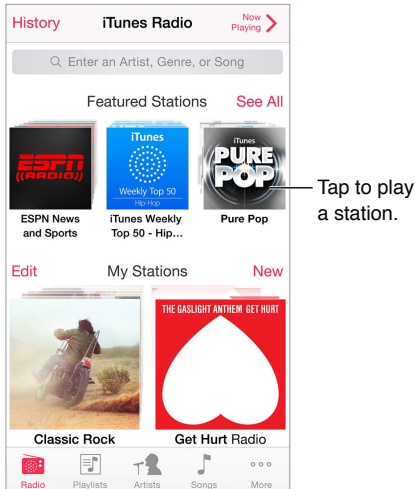 History
iTunes Radio
Now
Playing
Enter an Artist, Genre, or Song
Featured Stations
See All
ESPN
((RADIO))
iTunes
Weekly Top 50
Hip-Hop
iTunes
PURE
POP
Tap to play
a station.
ESPN News
and Sports
iTunes Weekly
Top 50 - Hip...
Pure Pop
Edit
My Stations
New
THE GASLIGHT ANTHEM GET HURT
Classic Rock
Get Hurt Radio
Radio
Playlists
Artists
Songs
More